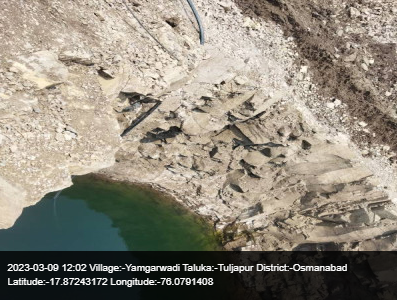 2023-03-09 12:02 Village:-Yamgarwadi Taluka:-Tuljapur District:-Osmanabad
Latitude:-17.87243172 Longitude:-76.0791408